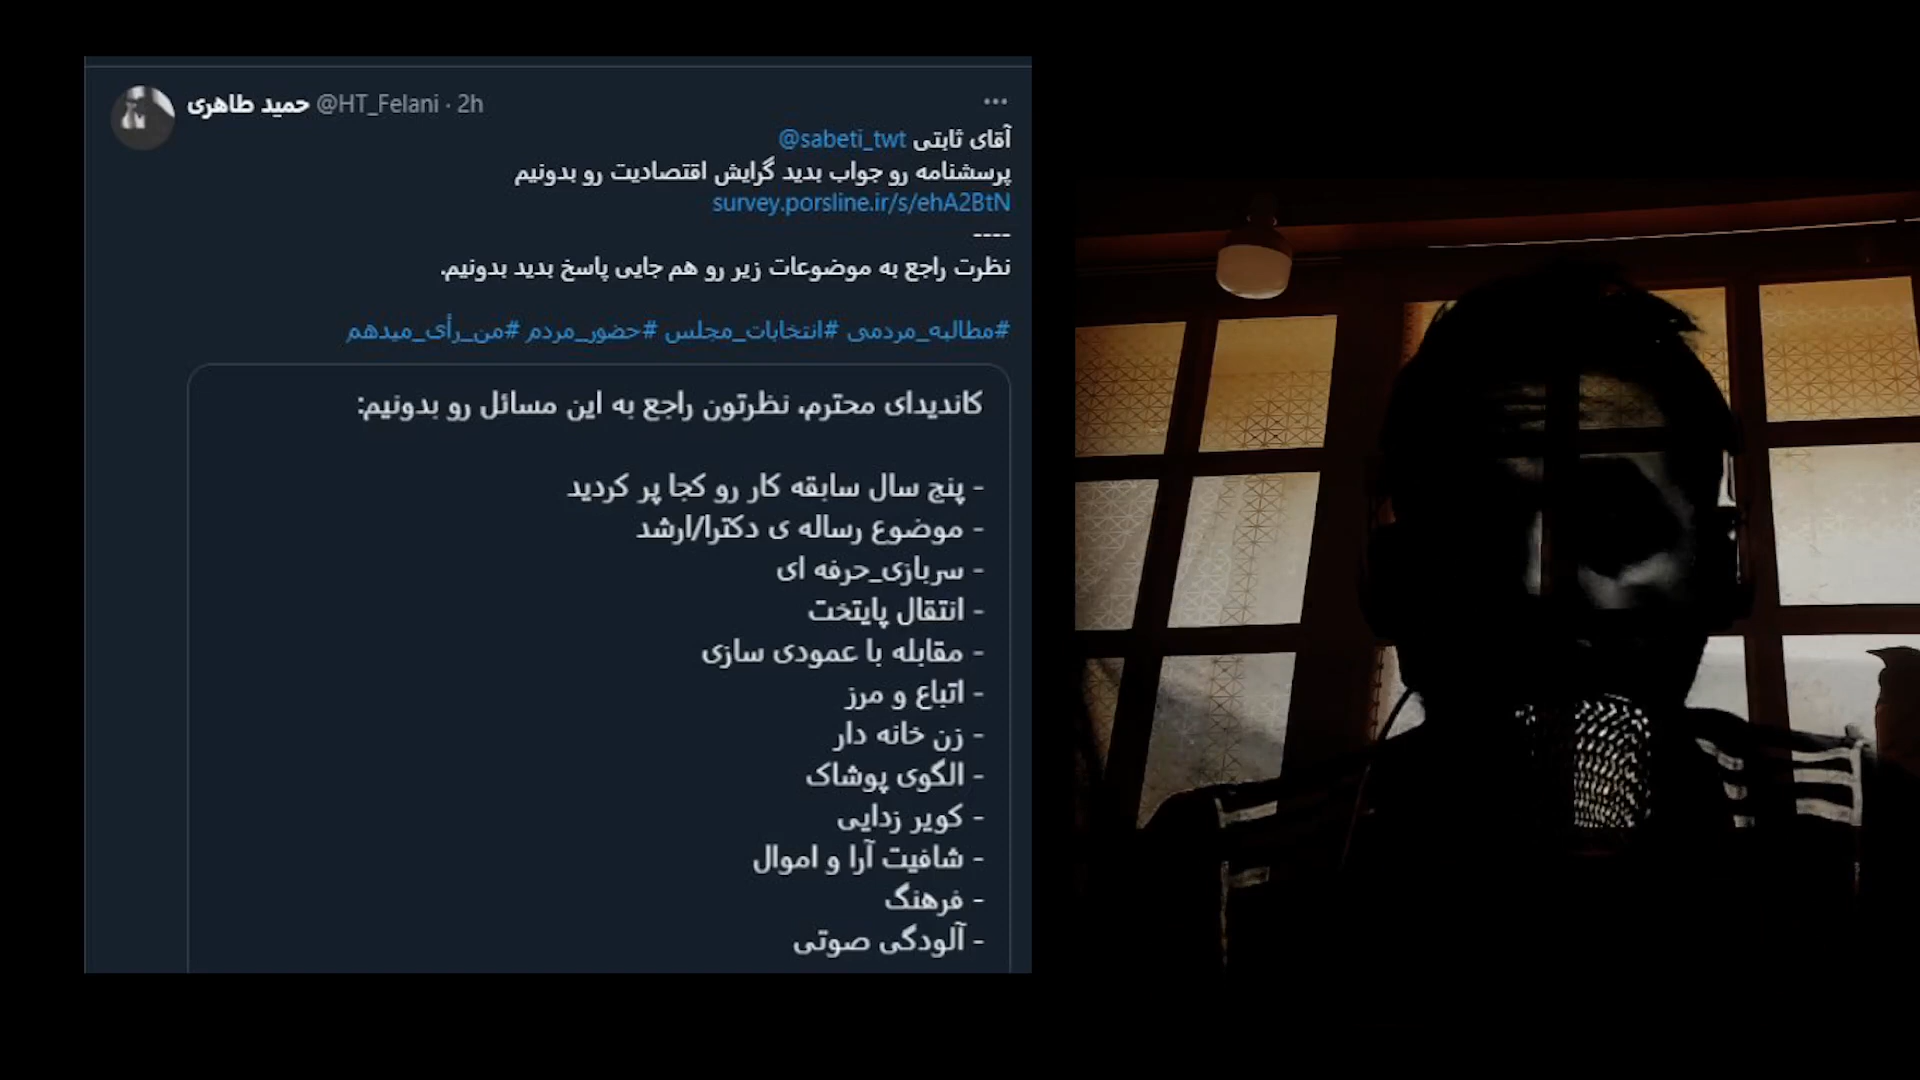 حمید طاهری @HT_Felani · 2h
آقای ثابتی @sabeti_twt
پرسشنامه رو جواب بدید گرایش اقتصادیت رو بدونیم
survey.porsline.ir/s/ehA2BtN
----
نظرت راجع به موضوعات زیر رو هم جایی پاسخ بدید بدونیم.
#مطالبه_مردمی #انتخابات_مجلس #حضور_مردم #من_رأی_میدهم
کاندیدای محترم، نظرتون راجع به این مسائل رو بدونیم:
- پنج سال سابقه کار رو کجا پر کردید
- موضوع رساله ی دکترا/ارشد
- سربازی_حرفه ای
- انتقال پایتخت
- مقابله با عمودی سازی
- اتباع و مرز
- زن خانه دار
- الگوی پوشاک
- کویر زدایی
- شافیت آرا و اموال
- فرهنگ
- آلودگی صوتی